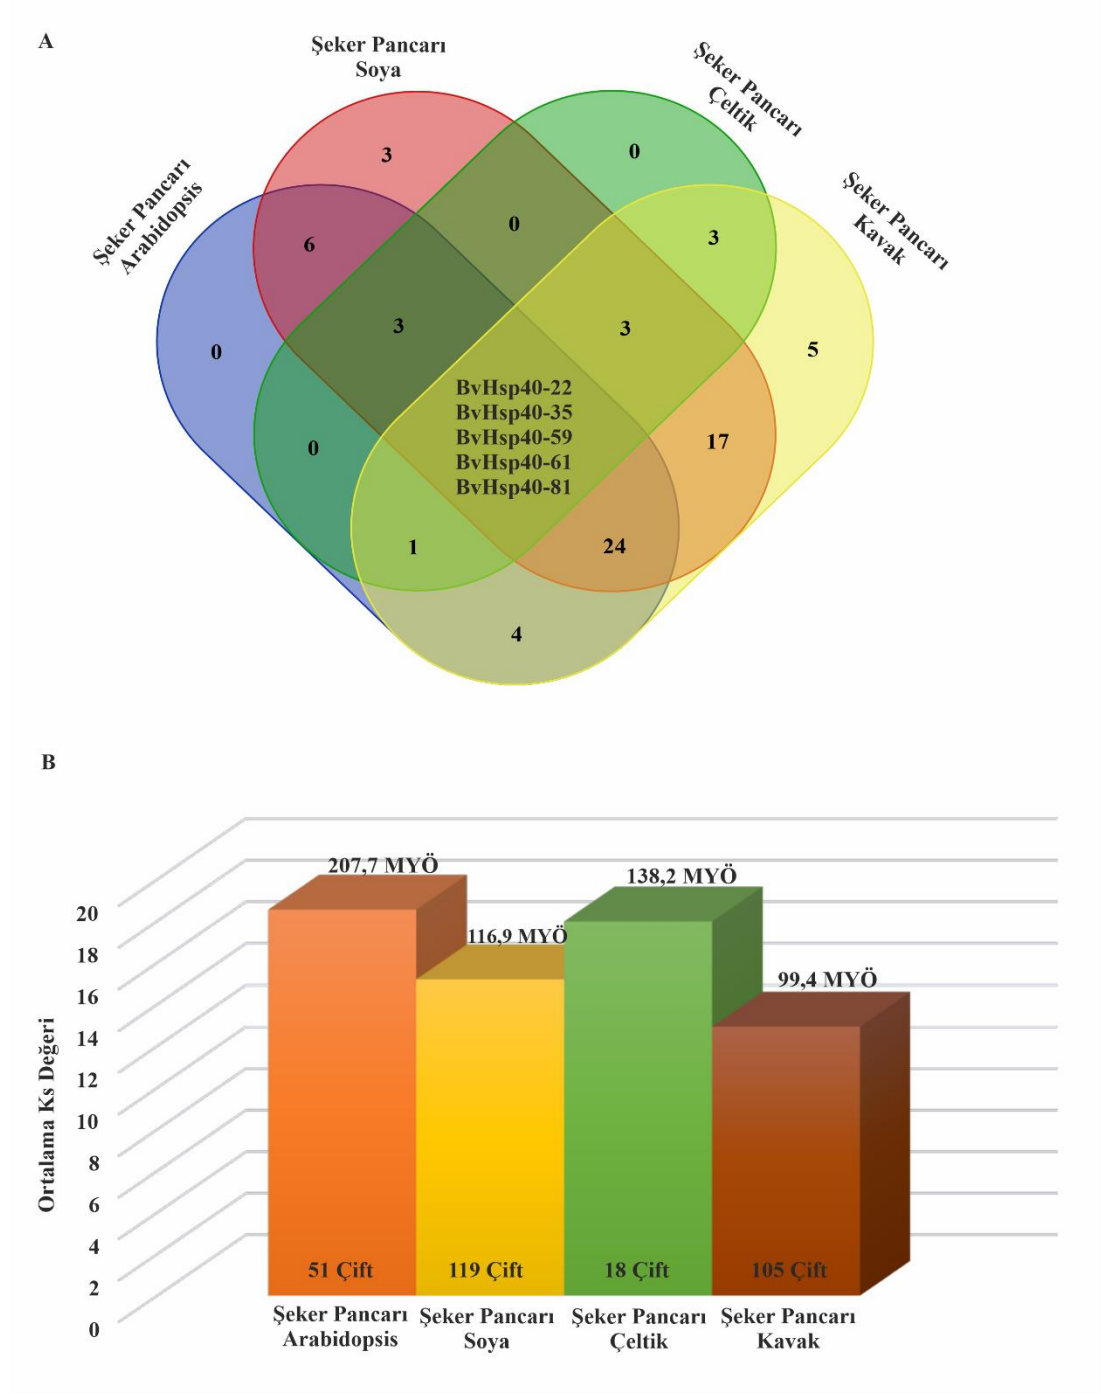 A
Şeker Pancarı
Soya
Şeker Pancarı
Çeltik
Şeker Pancarı
Arabidopsis
Şeker Pancarı
Kavak
3
0
6
0
3
0
3
3
5
BvHsp40-22
BvHsp40-35
BvHsp40-59
BvHsp40-61
BvHsp40-81
0
17
1
24
4
B
207,7 MYÖ
116,9 MYÖ
138,2 MYÖ
99,4 MYÖ
Ortalama Ks Değeri
20
18
16
14
12
10
8
6
4
2
0
51 Çift
119 Çift
18 Çift
105 Çift
Şeker Pancarı
Arabidopsis
Şeker Pancarı
Soya
Şeker Pancarı
Çeltik
Şeker Pancarı
Kavak